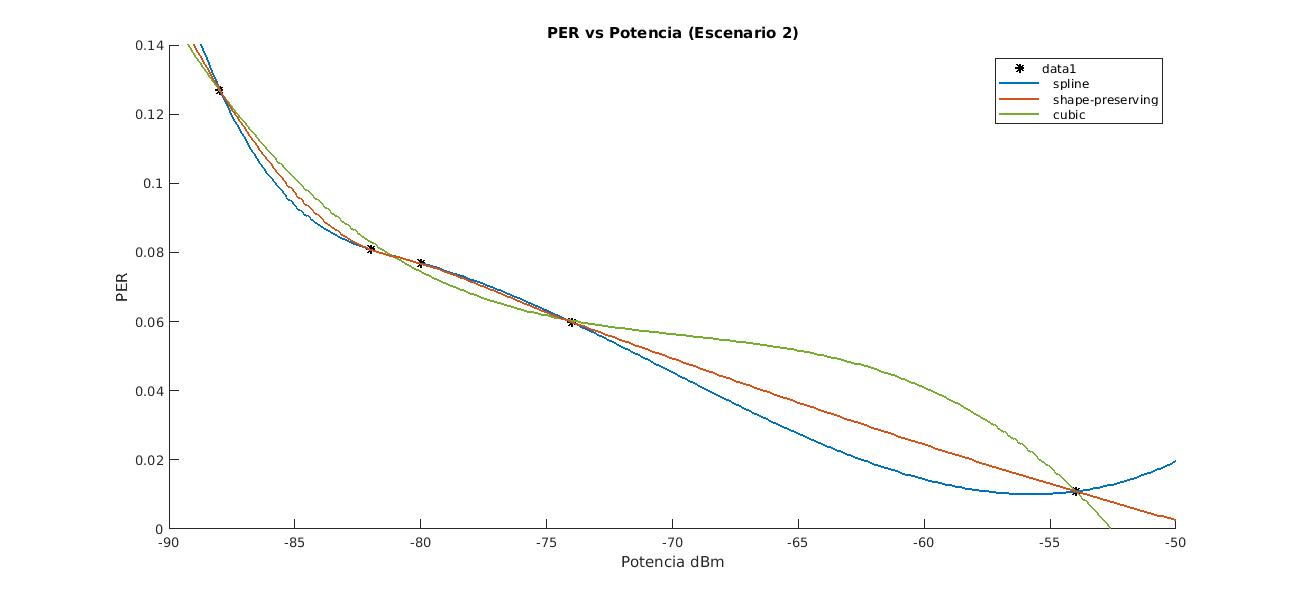 PER vs Potencia (Escenario 2)
0.14
0.12
0.1
0.08
0.06
0.04
0.02
0
PER
data1
spline
shape-preserving
cubic
-90
-85
-80
-75
-70
-65
-60
-55
-50
Potencia dBm